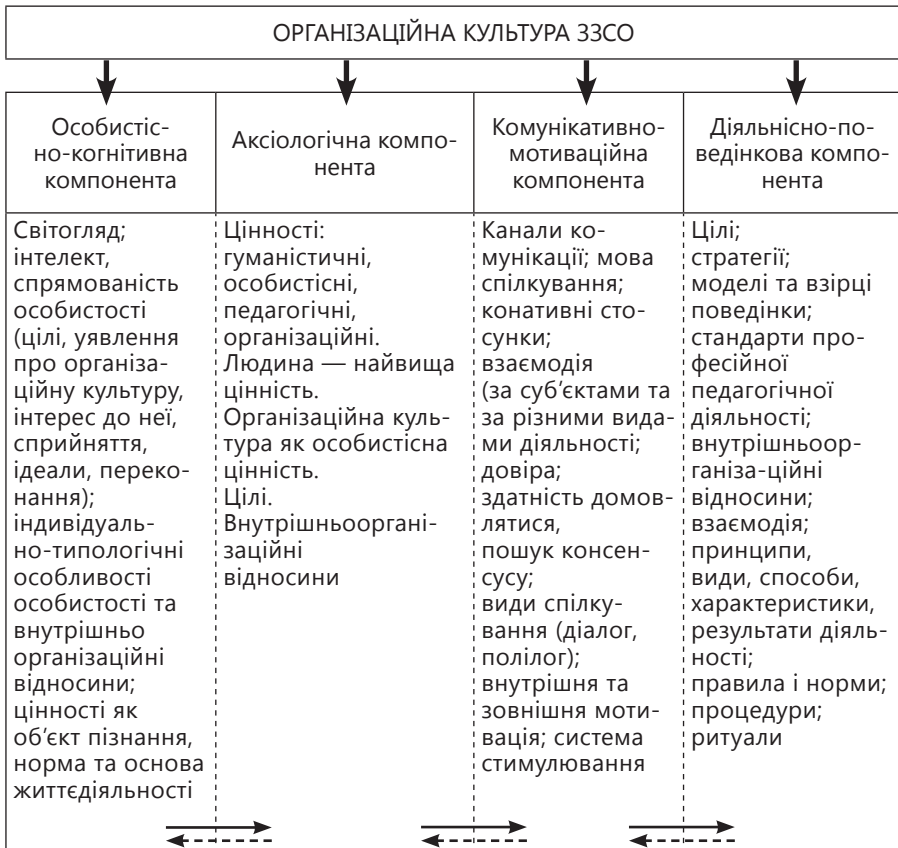 ОРГАНІЗАЦІЙНА КУЛЬТУРА ЗЗСО
Особистіс-
но-когнітивна
компонента
Аксіологічна компо-
нента
Комунікативно-
мотиваційна
компонента
Діяльнісно-по-
ведінкова компо-
нента
Світогляд;
інтелект,
спрямованість
особистості
(цілі, уявлення
про організа-
ційну культуру,
інтерес до неї,
сприйняття,
ідеали, переко-
нання);
індивідуаль-
но-типологічні
особливості
особистості та
внутрішньо
організаційні
відносини;
цінності як
об’єкт пізнання,
норма та основа
життєдіяльності
Цінності:
гуманістичні,
особистісні,
педагогічні,
організаційні.
Людина — найвища
цінність.
Організаційна куль-
тура як особистісна
цінність.
Цілі.
Внутрішньооргані-
заційні
відносини
Канали ко-
мунікації; мова
спілкування;
конативні сто-
сунки;
взаємодія
(за суб’єктами та
за різними вида-
ми діяльності;
довіра;
здатність домов-
лятися,
пошук консен-
сусу;
види спілку-
вання (діалог,
полілог);
внутрішня та
зовнішня моти-
вація; система
стимулювання
Цілі;
стратегії;
моделі та взірці
поведінки;
стандарти про-
фесійної
педагогічної
діяльності;
внутрішньоор-
ганіза-ційні
відносини;
взаємодія;
принципи,
види, способи,
характеристики,
результати діяль-
ності;
правила і норми;
процедури;
ритуали